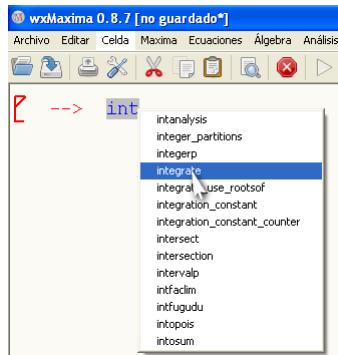 wxMaxima 0.8.7 [no guardado*]
Archivo Editar Celda Maxima Ecuaciones Álgebra Análisis
--> int
intanalysis
integer_partitions
integerp
integrate
integrate_use_rootsof
integration_constant
integration_constant_counter
intersect
intersection
intervalp
intfaclim
intfugudu
intopois
intosum